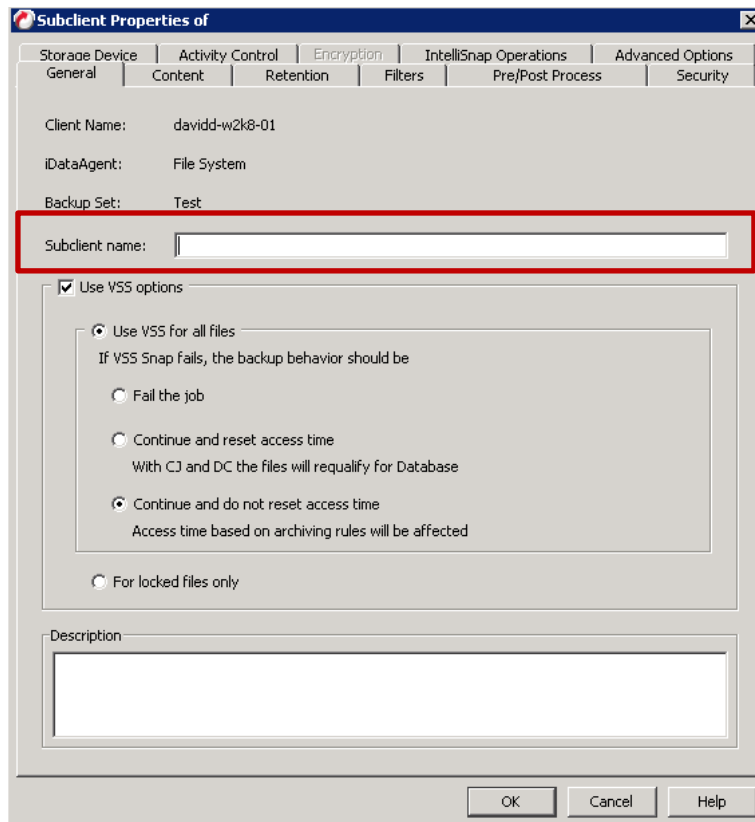 Subclient Properties of
Storage Device Activity Control Encryption IntelliSnap Operations Advanced Options
General Content Retention Filters Pre/Post Process Security
Client Name: davidd-w2k8-01
iDataAgent: File System
Backup Set: Test
Subclient name:
Use VSS options
Use VSS for all files
If VSS Snap fails, the backup behavior should be
Fail the job
Continue and reset access time
With CJ and DC the files will requalify for Database
Continue and do not reset access time
Access time based on archiving rules will be affected
For locked files only
Description
OK Cancel Help